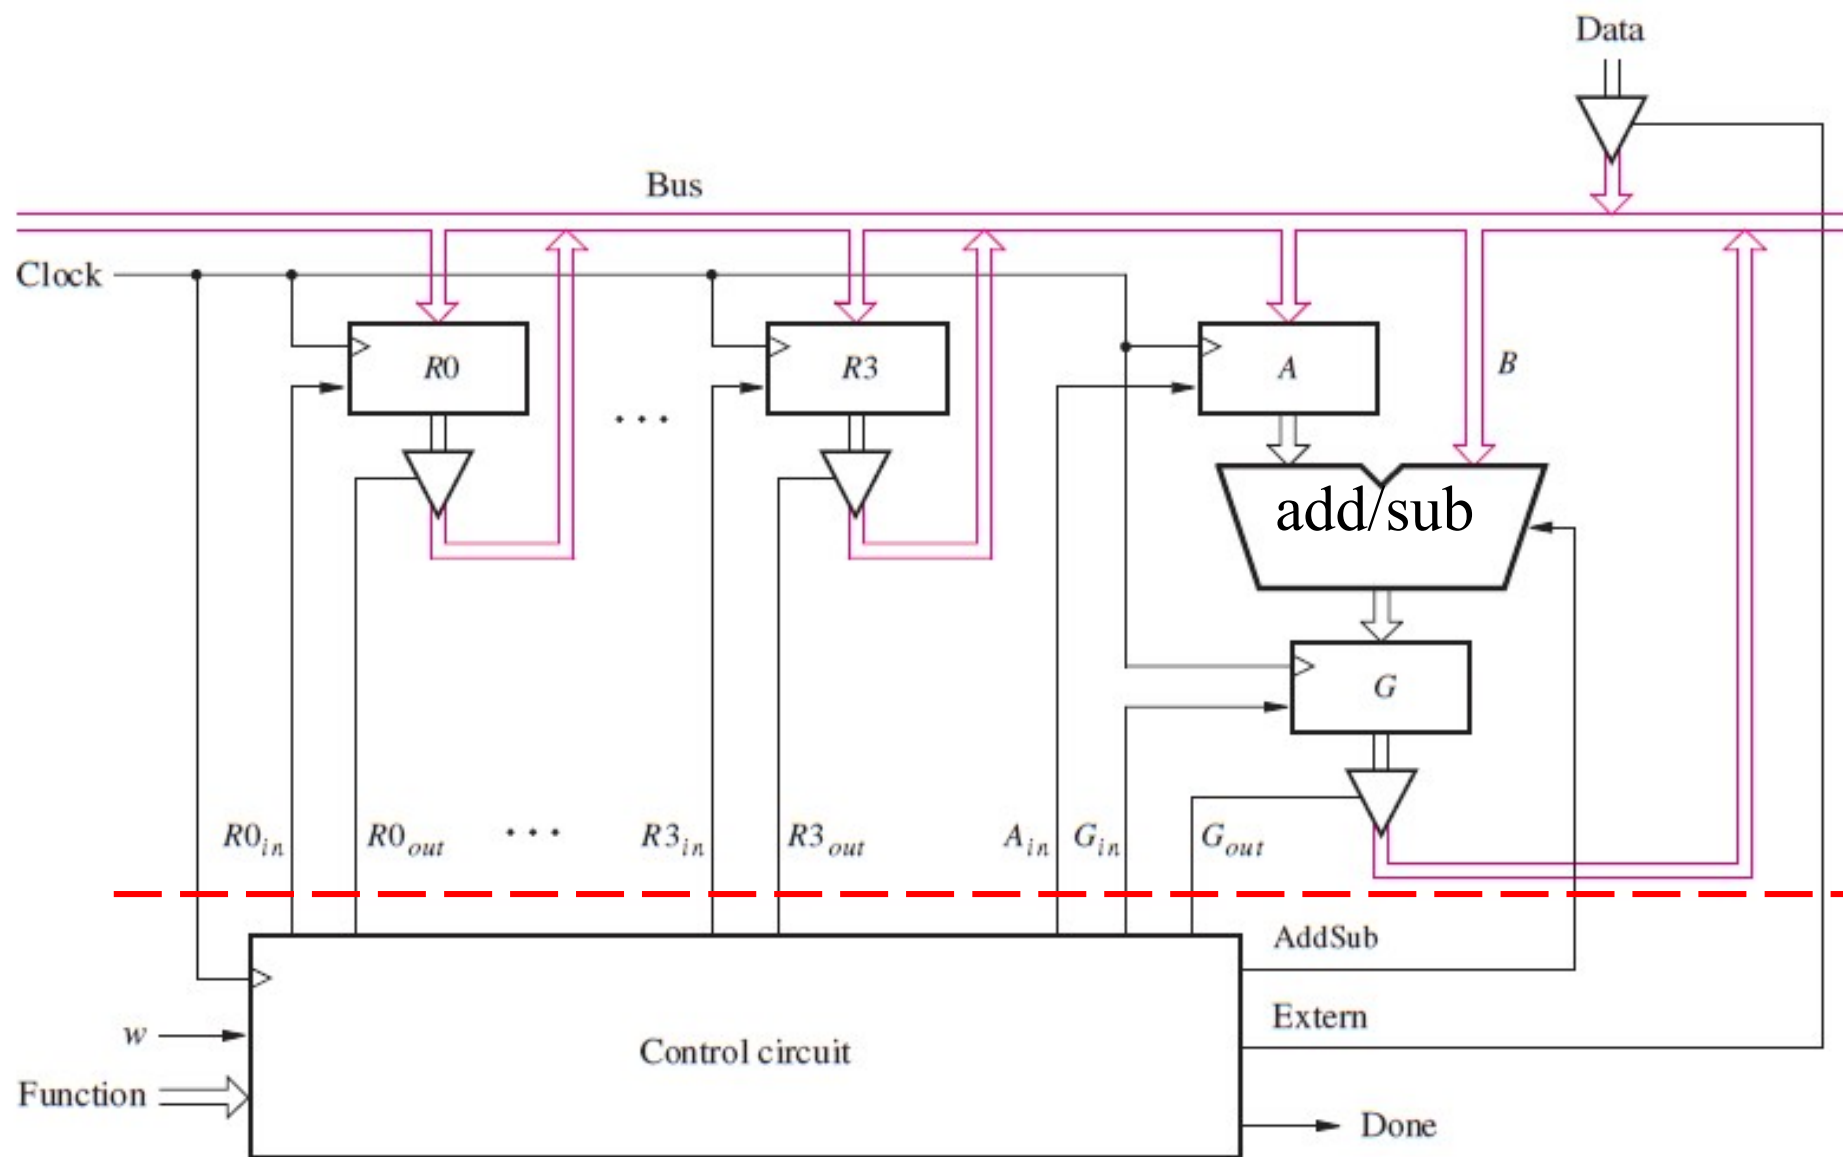 Data
Bus
Clock
R0
R3
A
B
. . .
add/sub
G
R0in
R0out
. . .
R3in
R3out
Ain
Gin
Gout
AddSub
Extern
w
Control circuit
Function
Done